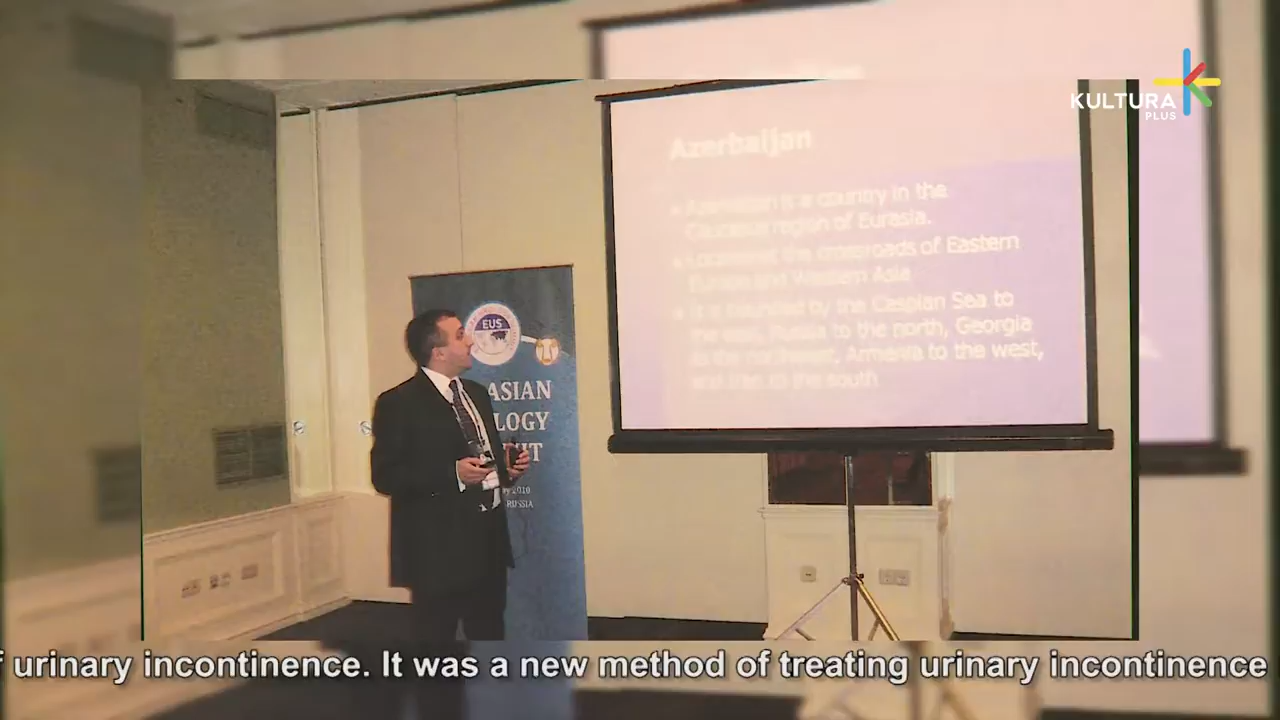 KULTURA
PLUS
Azerbaijan
Azerbaijan is a country in the
Caucasus region of Eurasia.
Located at the crossroads of Eastern
Europe and Western Asia
It is bounded by the Caspian Sea to
the east, Russia to the north, Georgia
to the northwest, Armenia to the west,
and Iran to the south
EUS
ASIAN
LOGY
2010
RUSSIA
urinary incontinence. It was a new method of treating urinary incontinence